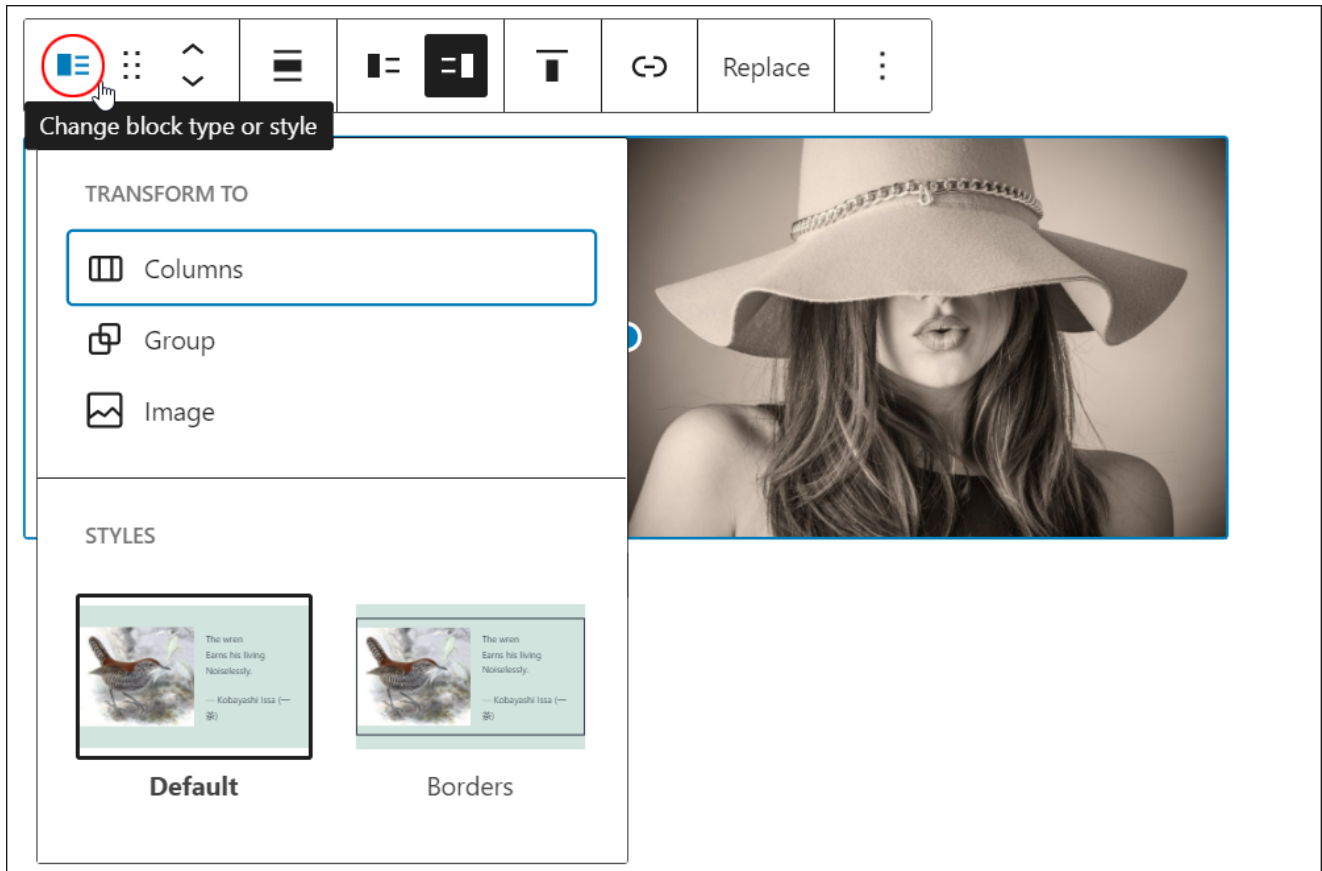 Replace
Change block type or style
TRANSFORM TO
Columns
Group
Image
STYLES
The wren
Earns his living
Noiselessly.
— Kobayashi Issa (一
茶)
Default
The wren
Earns his living
Noiselessly.
— Kobayashi Issa (一
茶)
Borders